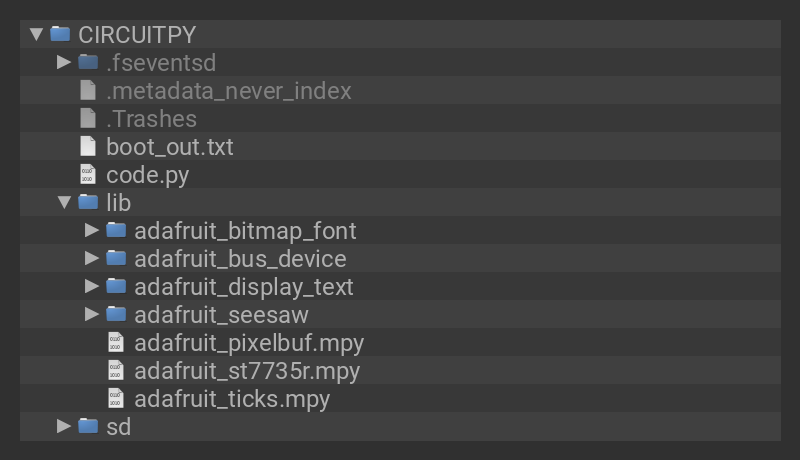 CIRCUITPY
.fseventsd
.metadata_never_index
.Trashes
boot_out.txt
code.py
lib
adafruit_bitmap_font
adafruit_bus_device
adafruit_display_text
adafruit_seesaw
adafruit_pixelbuf.mpy
adafruit_st7735r.mpy
adafruit_ticks.mpy
sd